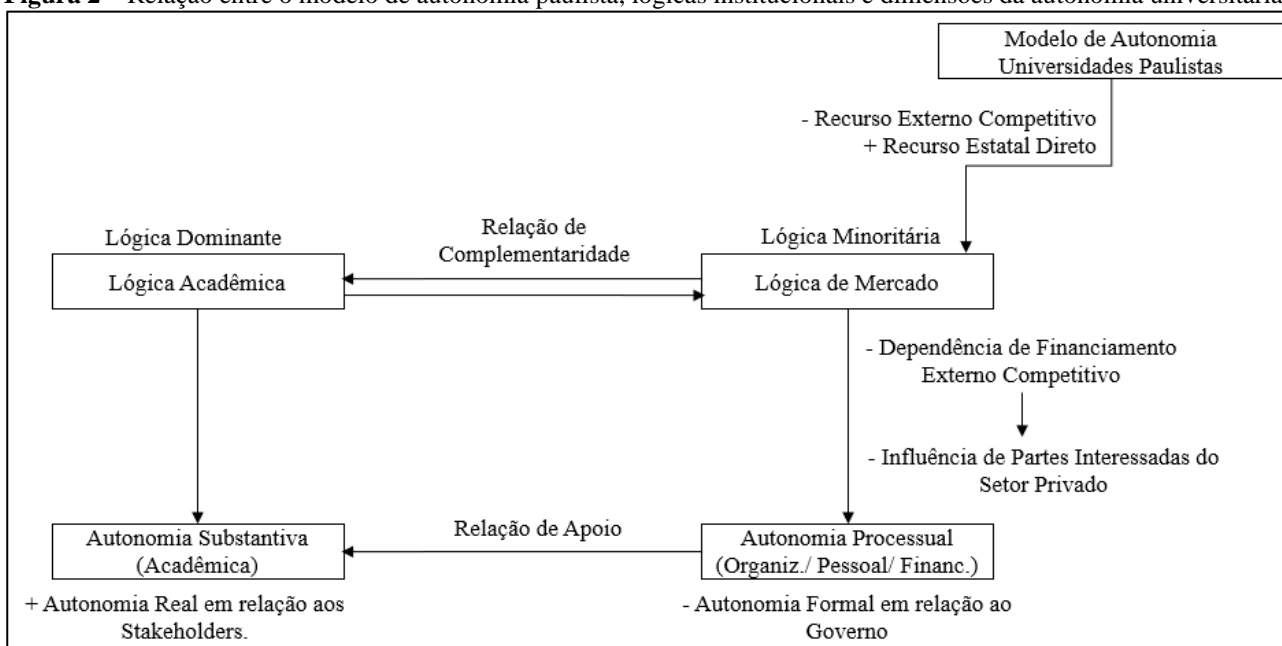 Figura 2 – Relação entre o modelo de autonomia paulista, lógicas institucionais e dimensões da autonomia universitária
Modelo de Autonomia
Universidades Paulistas
- Recurso Externo Competitivo
+ Recurso Estatal Direto
Lógica Dominante
Lógica Acadêmica
Relação de
Complementaridade
Lógica Minoritária
Lógica de Mercado
- Dependência de Financiamento
Externo Competitivo
- Influência de Partes Interessadas do
Setor Privado
Autonomia Substantiva
(Acadêmica)
Relação de Apoio
Autonomia Processual
(Organiz./ Pessoal/ Financ.)
+ Autonomia Real em relação aos
Stakeholders.
- Autonomia Formal em relação ao
Governo